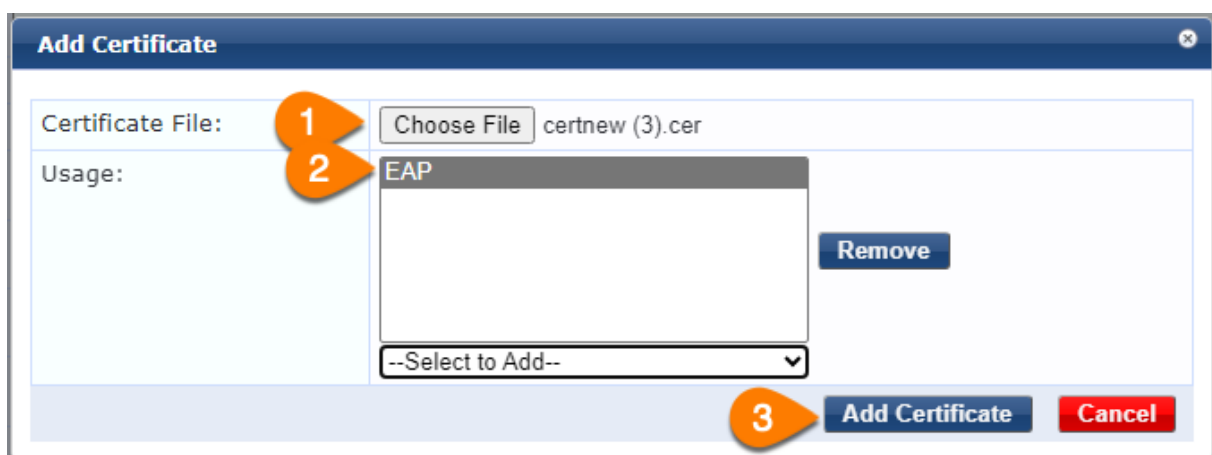 Add Certificate
Certificate File:
1
Choose File certnew (3).cer
Usage:
2
EAP
Remove
--Select to Add--
3
Add Certificate
Cancel